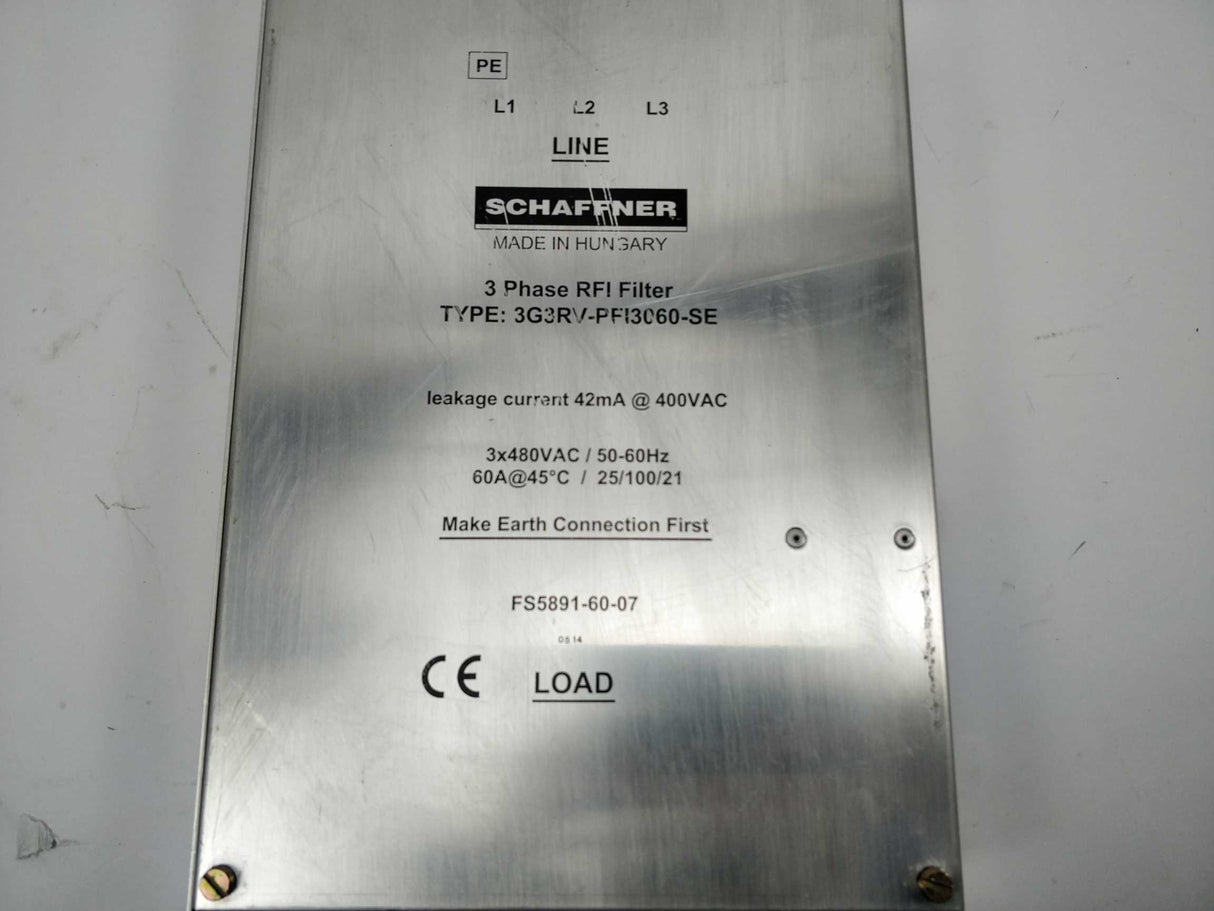 PE
L1 L2 L3
LINE
SCHAFFNER
MADE IN HUNGARY
3 Phase RFI Filter
TYPE: 3G3RV-PFI3060-SE
leakage current 42mA @ 400VAC
3x480VAC / 50-60Hz
60A@45°C / 25/100/21
Make Earth Connection First
FS5891-60-07
CE LOAD